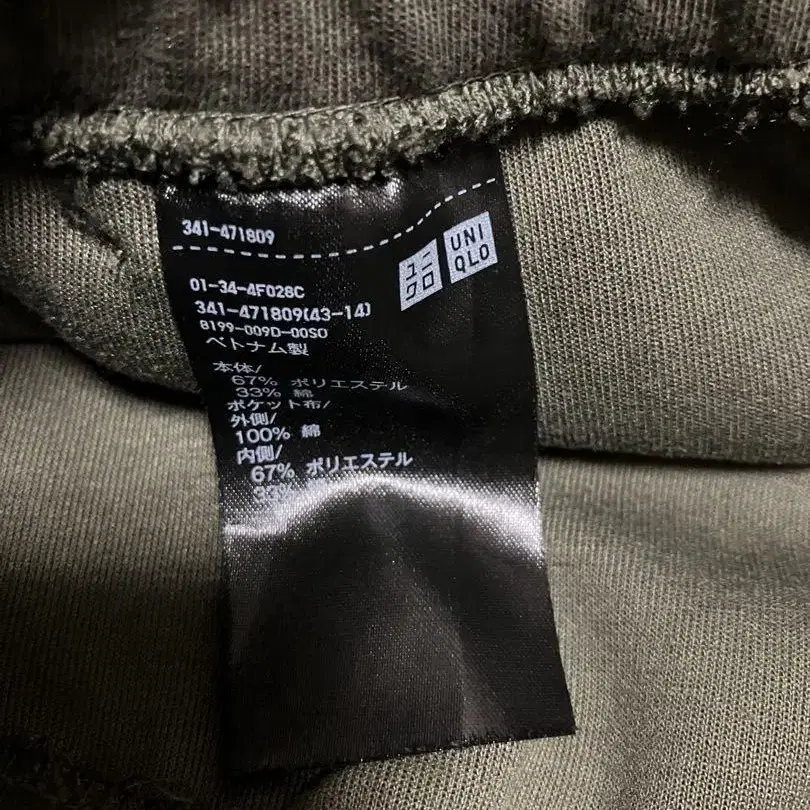 341-471809
ユニ
クロ
UNI
QLO
01-34-4F028C
341-471809(43-14)
8199-009D-00SO
ベトナム製
本体/
67% ポリエステル
33% 綿
ポケット布/
外側/
100% 綿
内側/
67% ポリエステル
33%